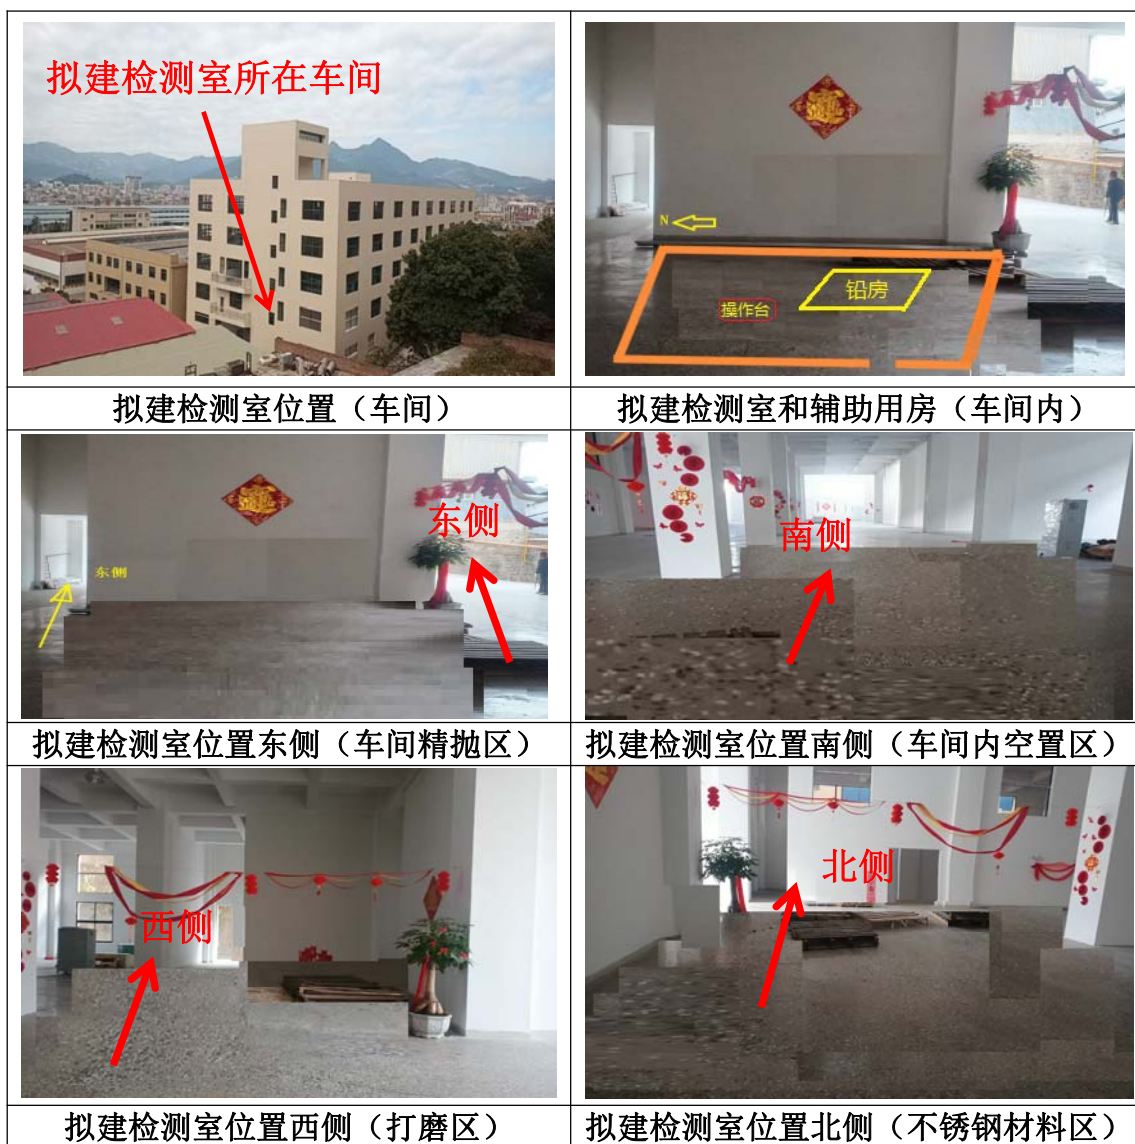 拟建检测室所在车间
N
铅房
操作台
拟建检测室位置（车间）
拟建检测室和辅助用房（车间内）
东侧
东侧
南侧
拟建检测室位置东侧（车间精抛区）
拟建检测室位置南侧（车间内空置区）
西侧
北侧
拟建检测室位置西侧（打磨区）
拟建检测室位置北侧（不锈钢材料区）